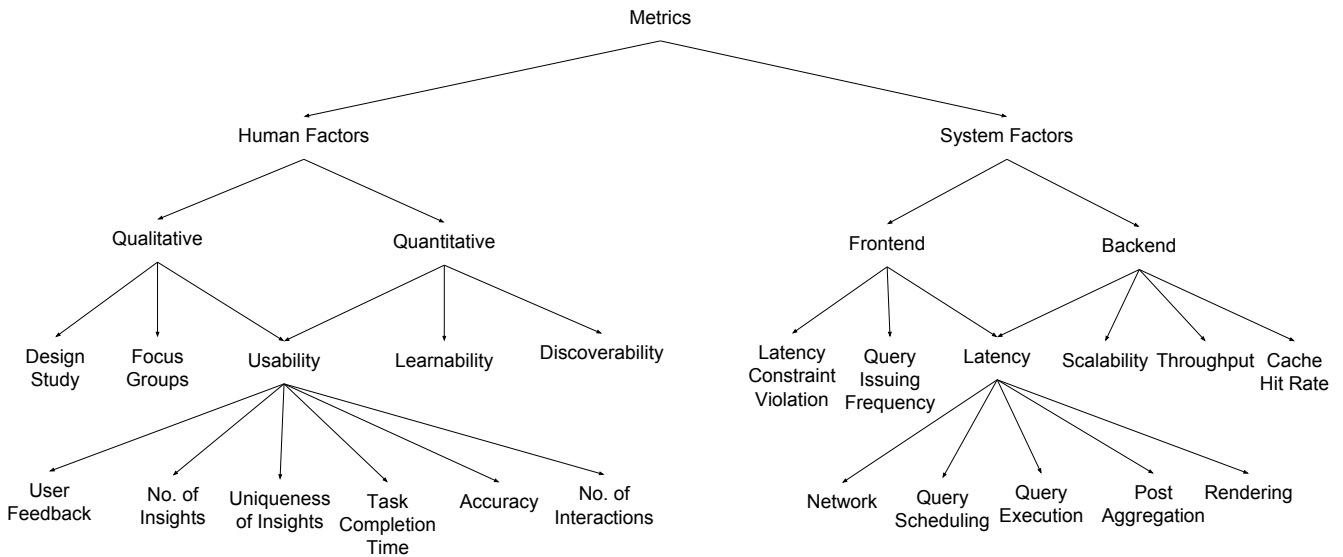 Metrics
Human Factors
System Factors
Qualitative
Quantitative
Frontend
Backend
Design
Study
Focus
Groups
Usability
Learnability
Discoverability
Latency
Constraint
Violation
Query
Issuing
Frequency
Latency
Scalability
Throughput
Cache
Hit Rate
User
Feedback
No. of
Insights
Uniqueness
of Insights
Task
Completion
Time
Accuracy
No. of
Interactions
Network
Query
Scheduling
Query
Execution
Post
Aggregation
Rendering